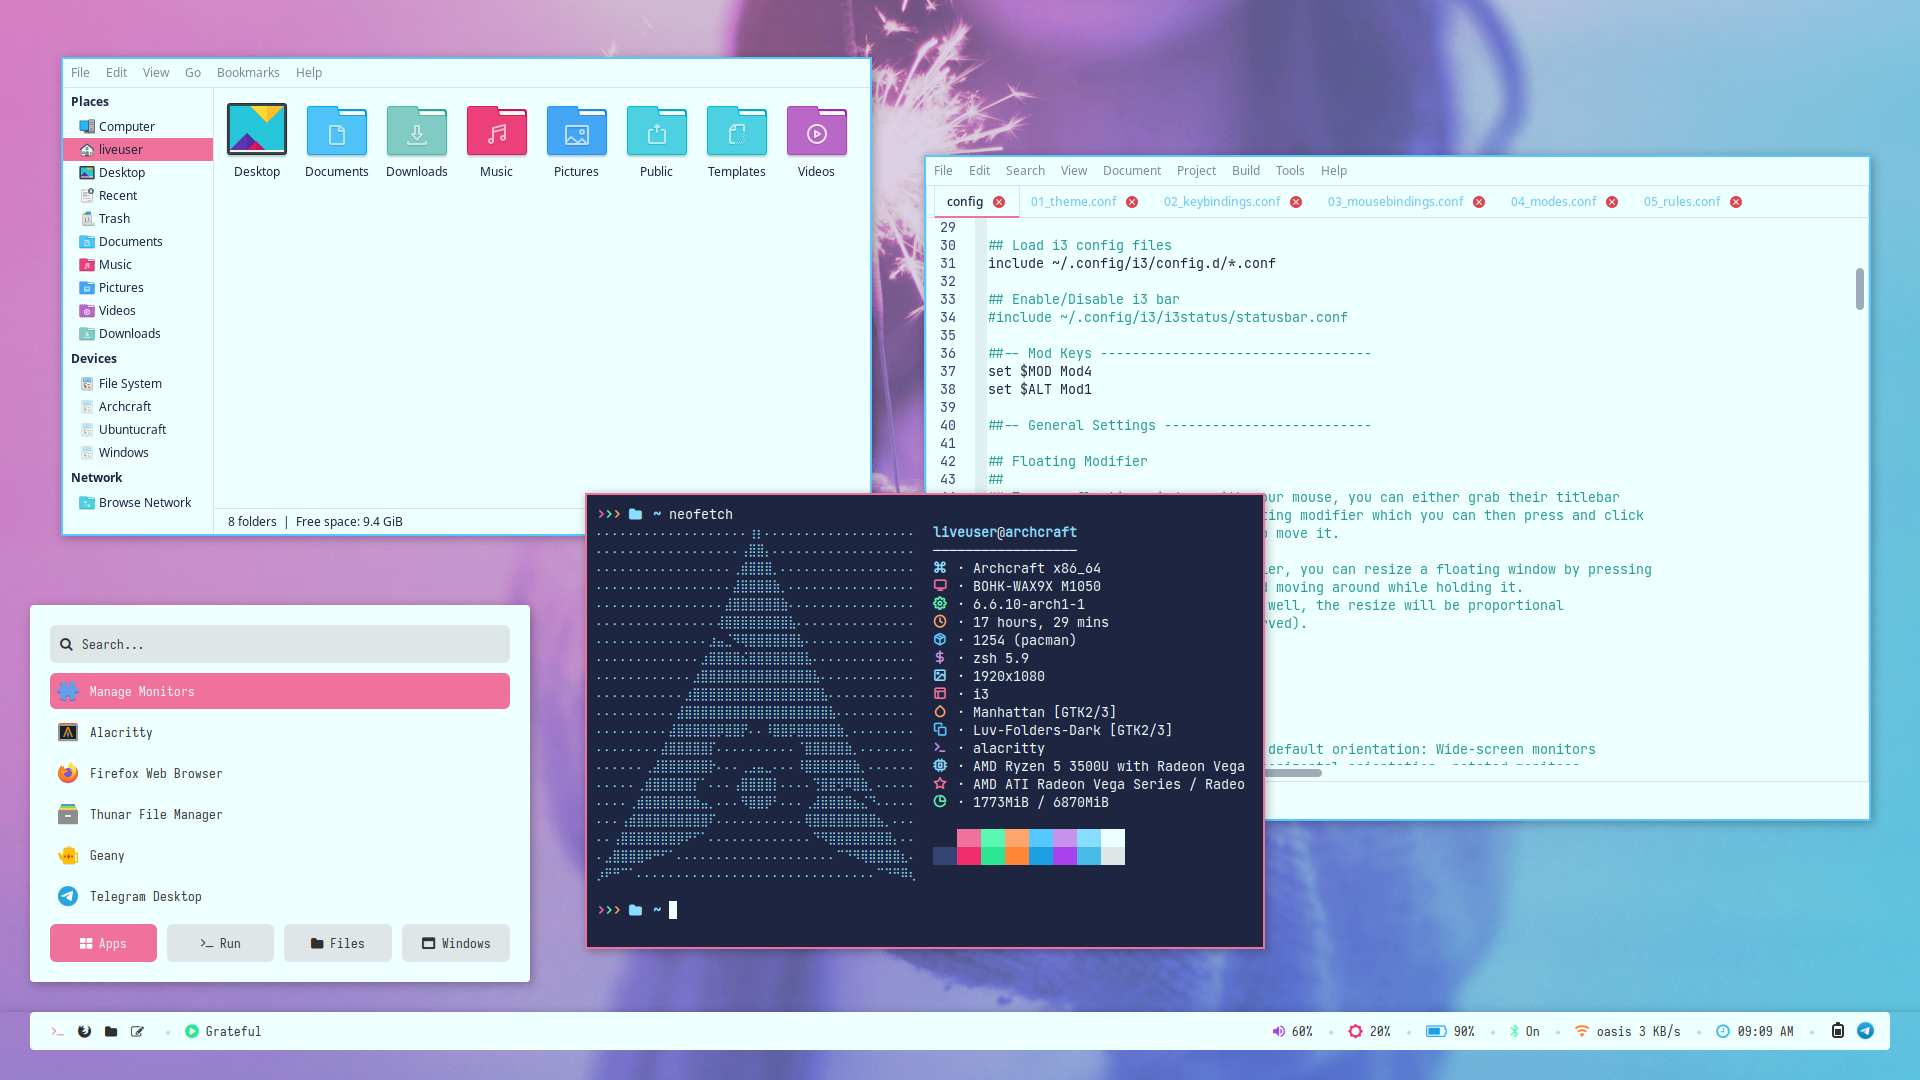 File Edit View Go Bookmarks Help
Places
Computer
liveuser
Desktop
Recent
Trash
Documents
Music
Pictures
Videos
Downloads
Devices
File System
Archcraft
Ubuntucraft
Windows
Network
Browse Network
Desktop Documents Downloads Music Pictures Public Templates Videos
8 folders | Free space: 9.4 GiB
File Edit Search View Document Project Build Tools Help
config 01_theme.conf 02_keybindings.conf 03_mousebindings.conf 04_modes.conf 05_rules.conf
29
30 ## Load i3 config files
31 include ~/.config/i3/config.d/*.conf
32
33 ## Enable/Disable i3 bar
34 #include ~/.config/i3/i3status/statusbar.conf
35
36 ##-- Mod Keys ----------------------------------
37 set $MOD Mod4
38 set $ALT Mod1
39
40 ##-- General Settings --------------------------
41
42 ## Floating Modifier
43 ##
our mouse, you can either grab their titlebar
ting modifier which you can then press and click
move it.
er, you can resize a floating window by pressing
moving around while holding it.
well, the resize will be proportional
rved).
default orientation: Wide-screen monitors
>>> ~ neofetch
liveuser@archcraft
· Archcraft x86_64
· BOHK-WAX9X M1050
· 6.6.10-arch1-1
· 17 hours, 29 mins
· 1254 (pacman)
· zsh 5.9
· 1920x1080
· i3
· Manhattan [GTK2/3]
· Luv-Folders-Dark [GTK2/3]
· alacritty
· AMD Ryzen 5 3500U with Radeon Vega
· AMD ATI Radeon Vega Series / Radeo
· 1773MiB / 6870MiB
>>> ~
Search...
Manage Monitors
Alacritty
Firefox Web Browser
Thunar File Manager
Geany
Telegram Desktop
Apps Run Files Windows
Grateful
60% 20% 90% On oasis 3 KB/s 09:09 AM